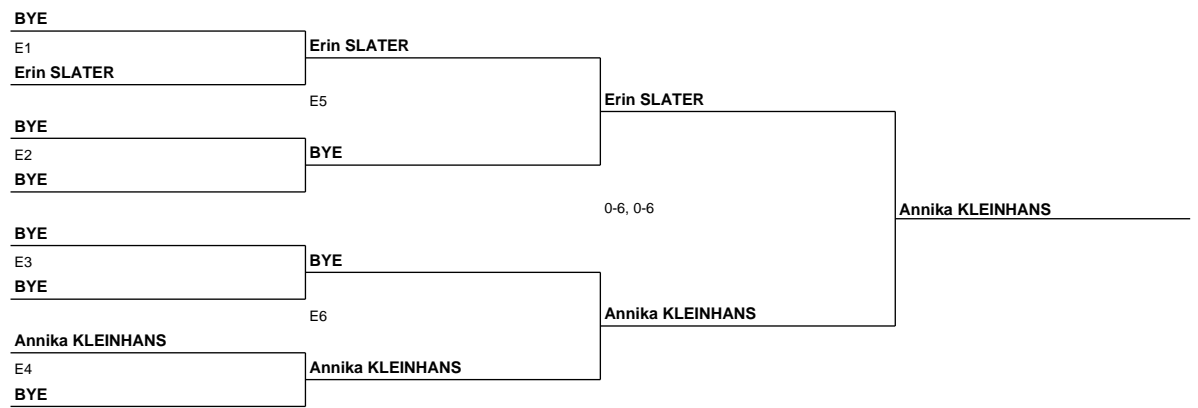 BYE
E1
Erin SLATER
Erin SLATER
E5
Erin SLATER
BYE
E2
BYE
BYE
0-6, 0-6
Annika KLEINHANS
BYE
E3
BYE
BYE
E6
Annika KLEINHANS
Annika KLEINHANS
E4
BYE
Annika KLEINHANS